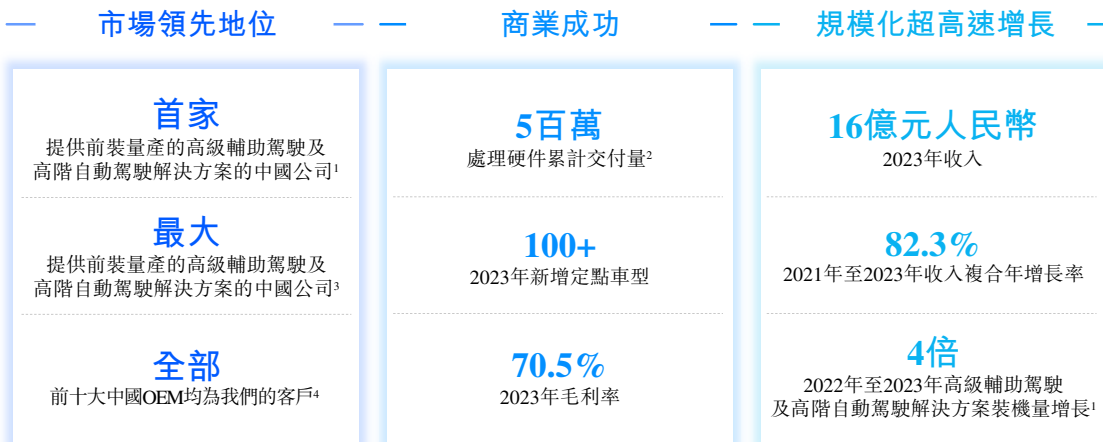 市場領先地位
首家
提供前裝量產的高級輔助駕駛及
高階自動駕駛解決方案的中國公司¹
最大
提供前裝量產的高級輔助駕駛及
高階自動駕駛解決方案的中國公司³
全部
前十大中國OEM均為我們的客戶⁴
商業成功
5百萬
處理硬件累計交付量²
100+
2023年新增定點車型
70.5%
2023年毛利率
規模化超高速增長
16億元人民幣
2023年收入
82.3%
2021年至2023年收入複合年增長率
4倍
2022年至2023年高級輔助駕駛
及高階自動駕駛解決方案裝機量增長¹